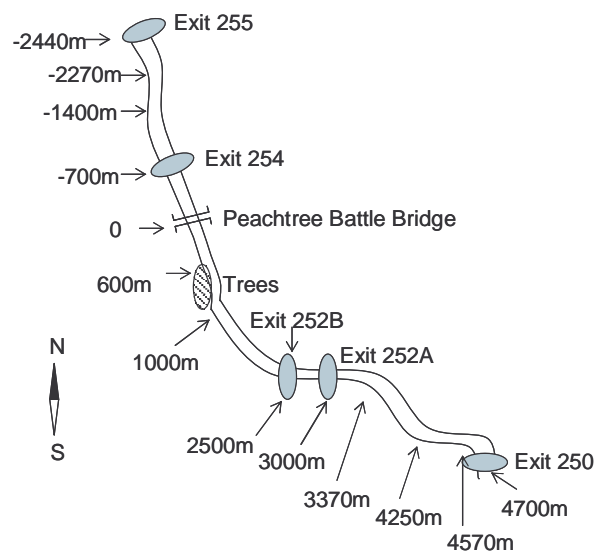 Exit 255
-2440m
-2270m
-1400m
Exit 254
-700m
Peachtree Battle Bridge
0
600m
Trees
Exit 252B
N
1000m
Exit 252A
S
2500m
3000m
Exit 250
3370m
4250m
4700m
4570m